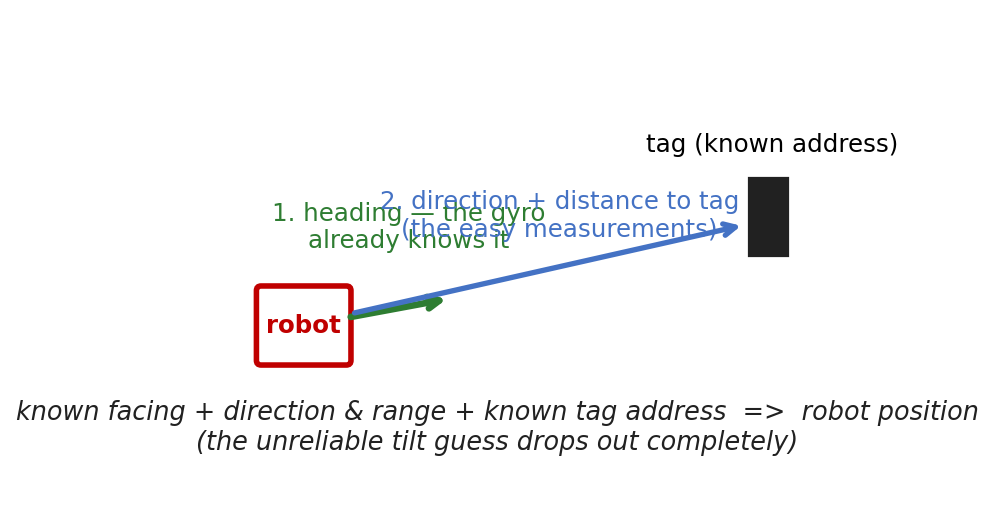 tag (known address)
1. heading — the gyro
already knows it
2. direction + distance to tag
(the easy measurements)
robot
known facing + direction & range + known tag address  =>  robot position
(the unreliable tilt guess drops out completely)